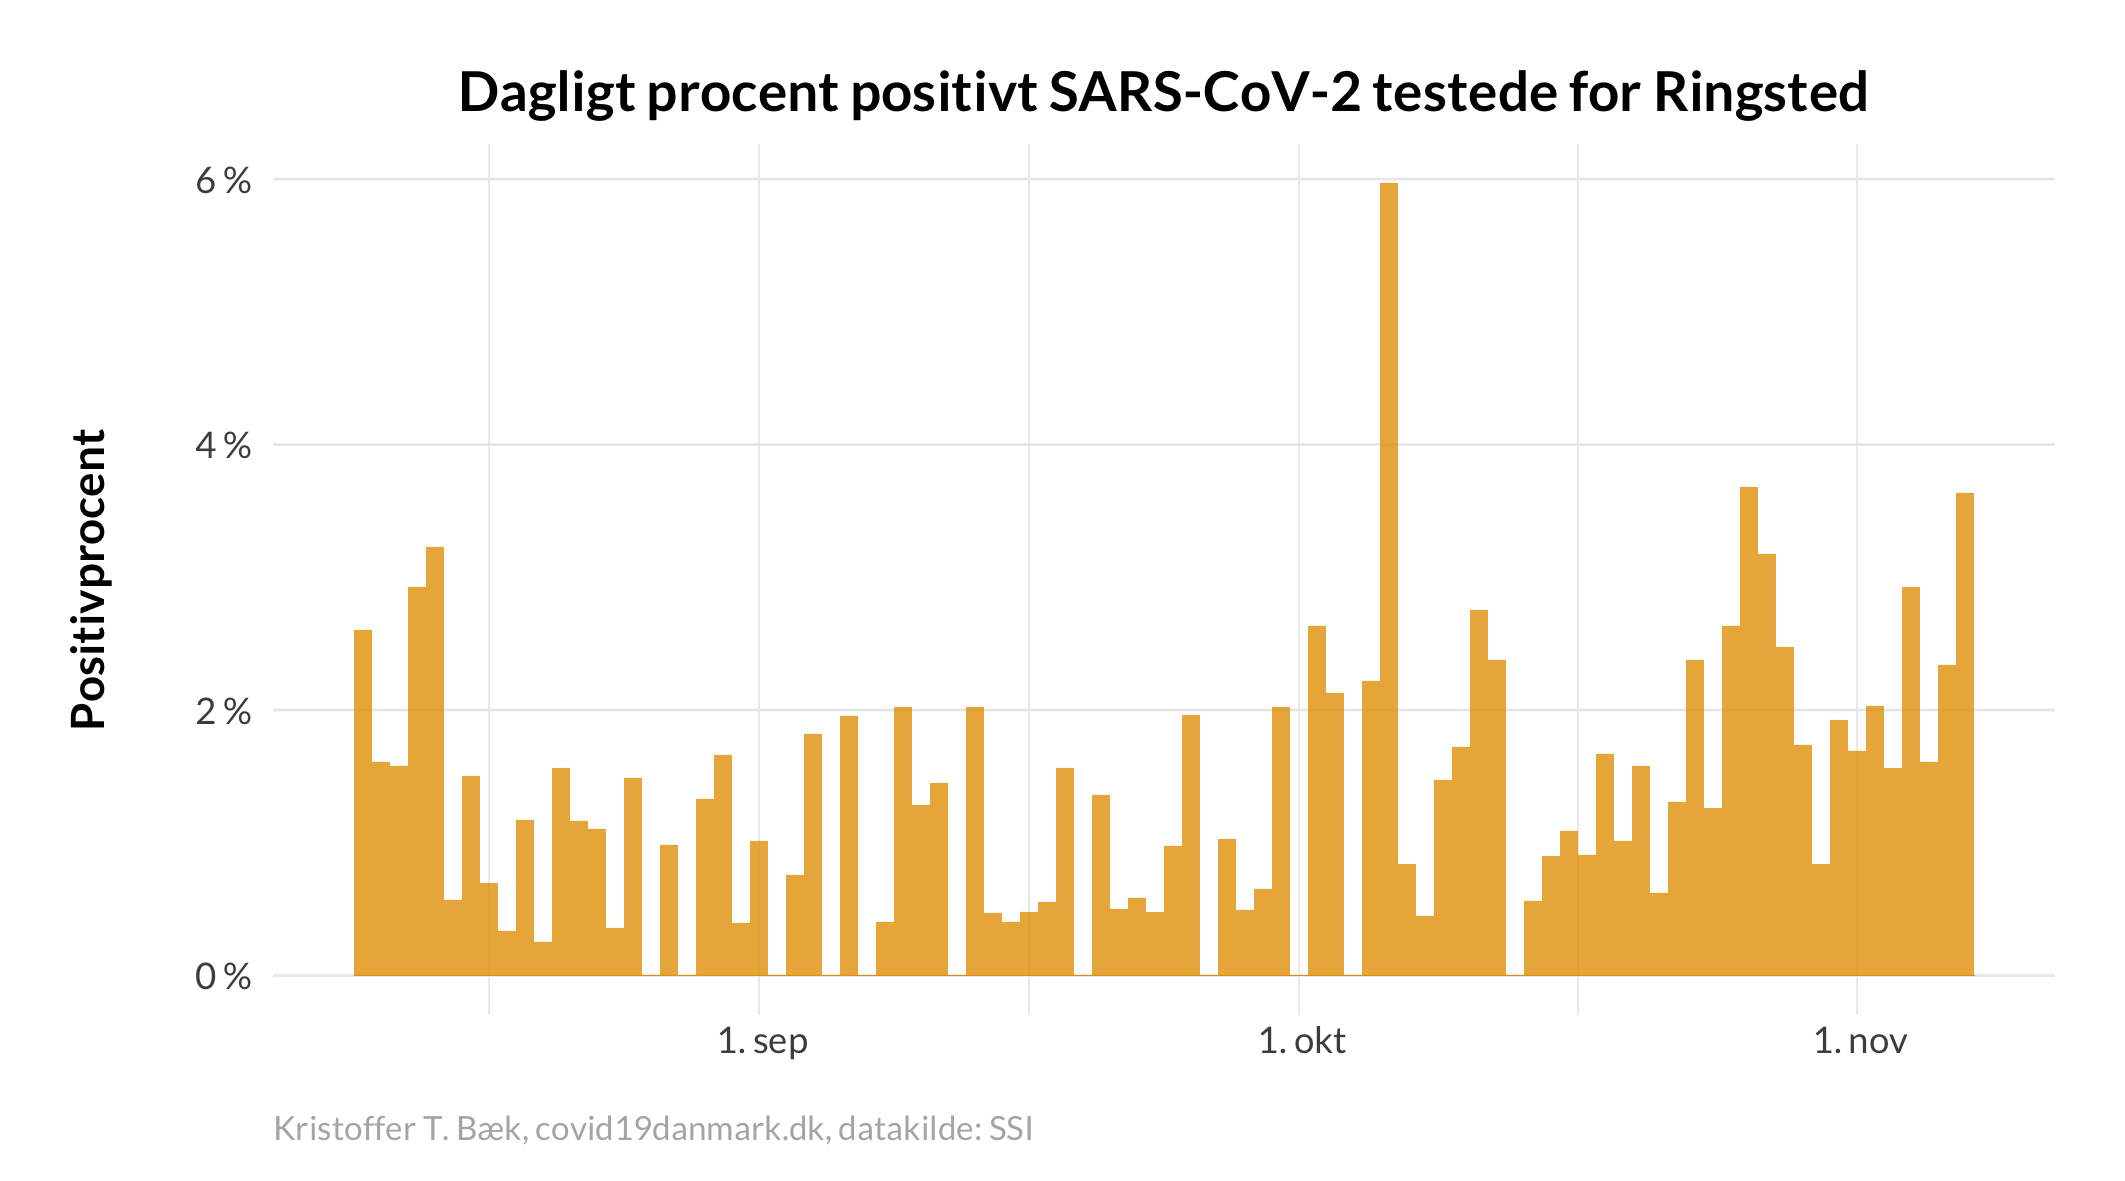 Dagligt procent positivt SARS-CoV-2 testede for Ringsted
Positivprocent
6 %
4 %
2 %
0 %
1. sep
1. okt
1. nov
Kristoffer T. Bæk, covid19danmark.dk, datakilde: SSI